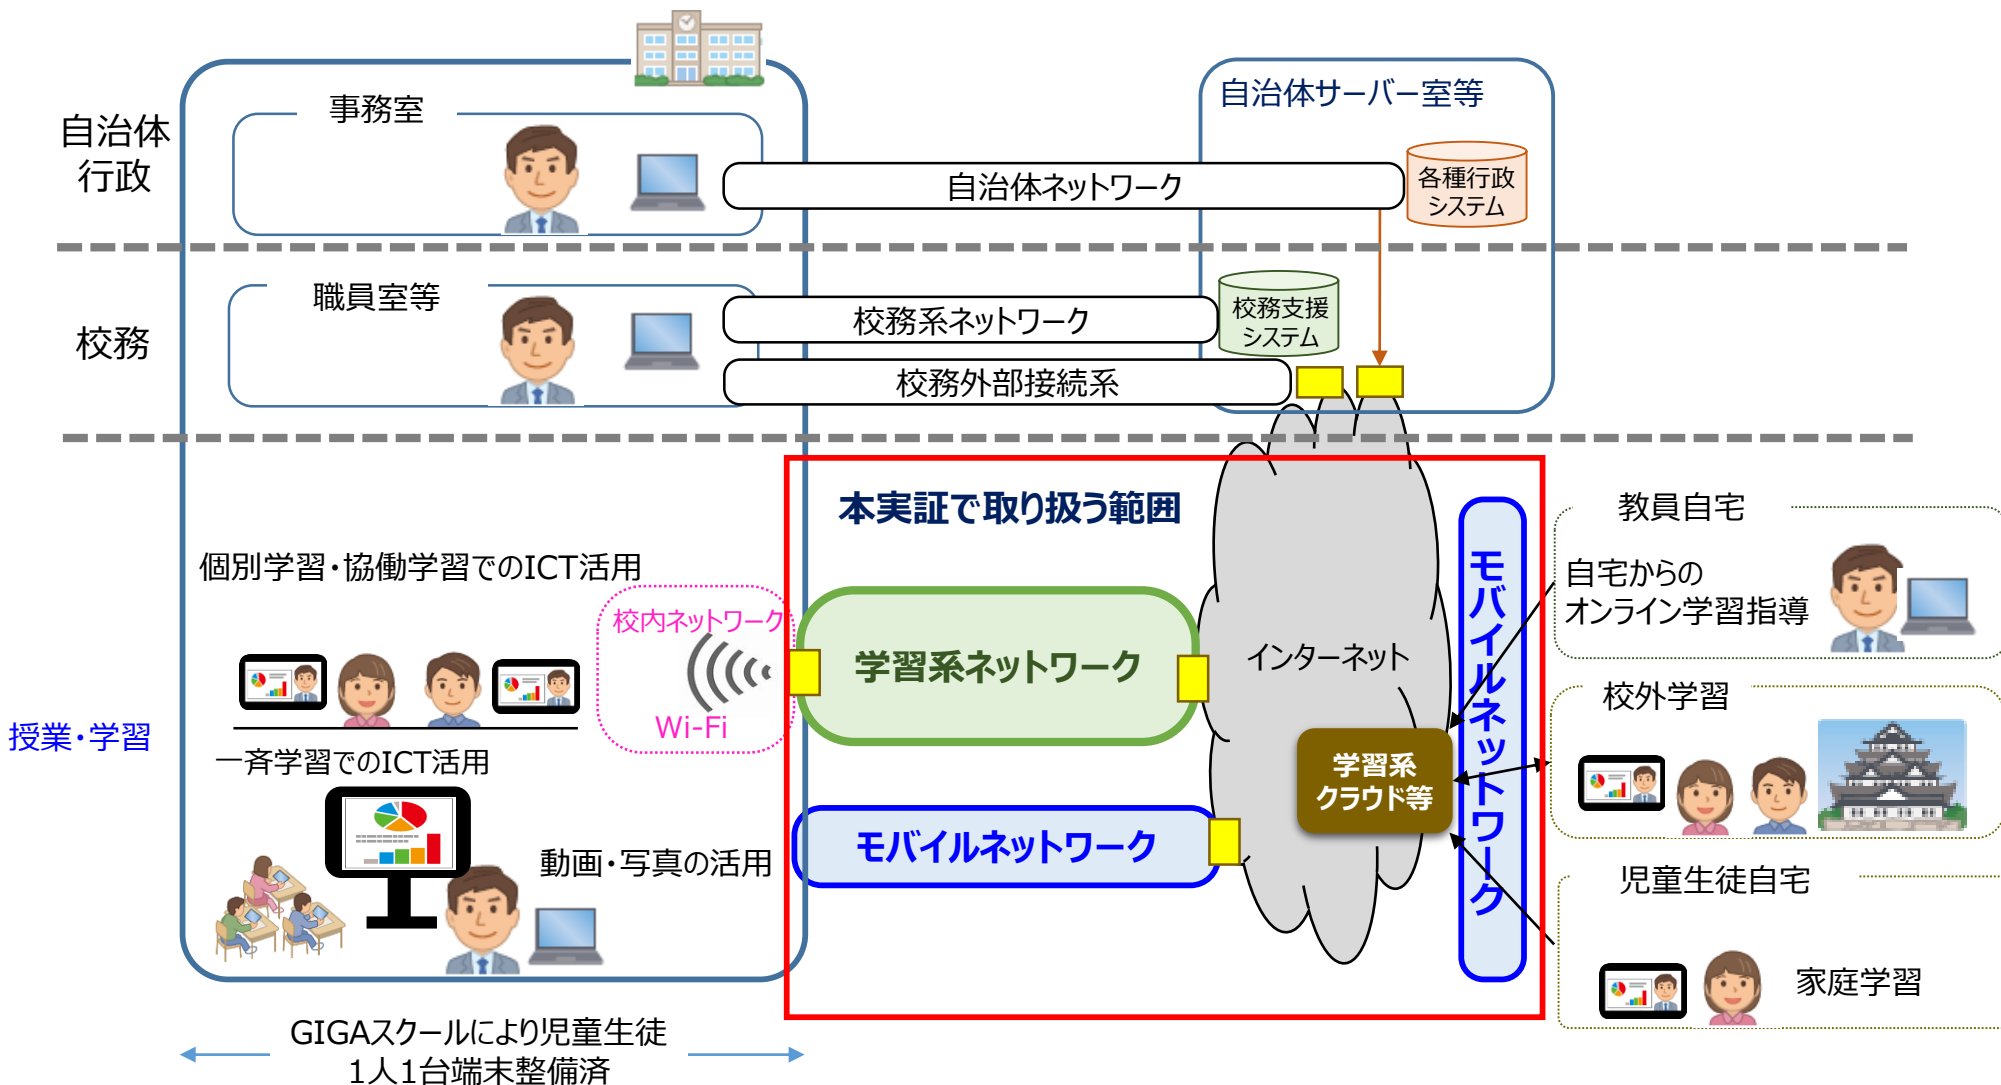 自治体
行政
事務室
自治体ネットワーク
自治体サーバー室等
各種行政
システム
校務
職員室等
校務系ネットワーク
校務支援
システム
校務外部接続系
授業・学習
個別学習・協働学習でのICT活用
校内ネットワーク
Wi-Fi
一斉学習でのICT活用
動画・写真の活用
本実証で取り扱う範囲
学習系ネットワーク
モバイルネットワーク
インターネット
学習系
クラウド等
モバイルネットワーク
教員自宅
自宅からの
オンライン学習指導
校外学習
児童生徒自宅
家庭学習
GIGAスクールにより児童生徒
1人1台端末整備済